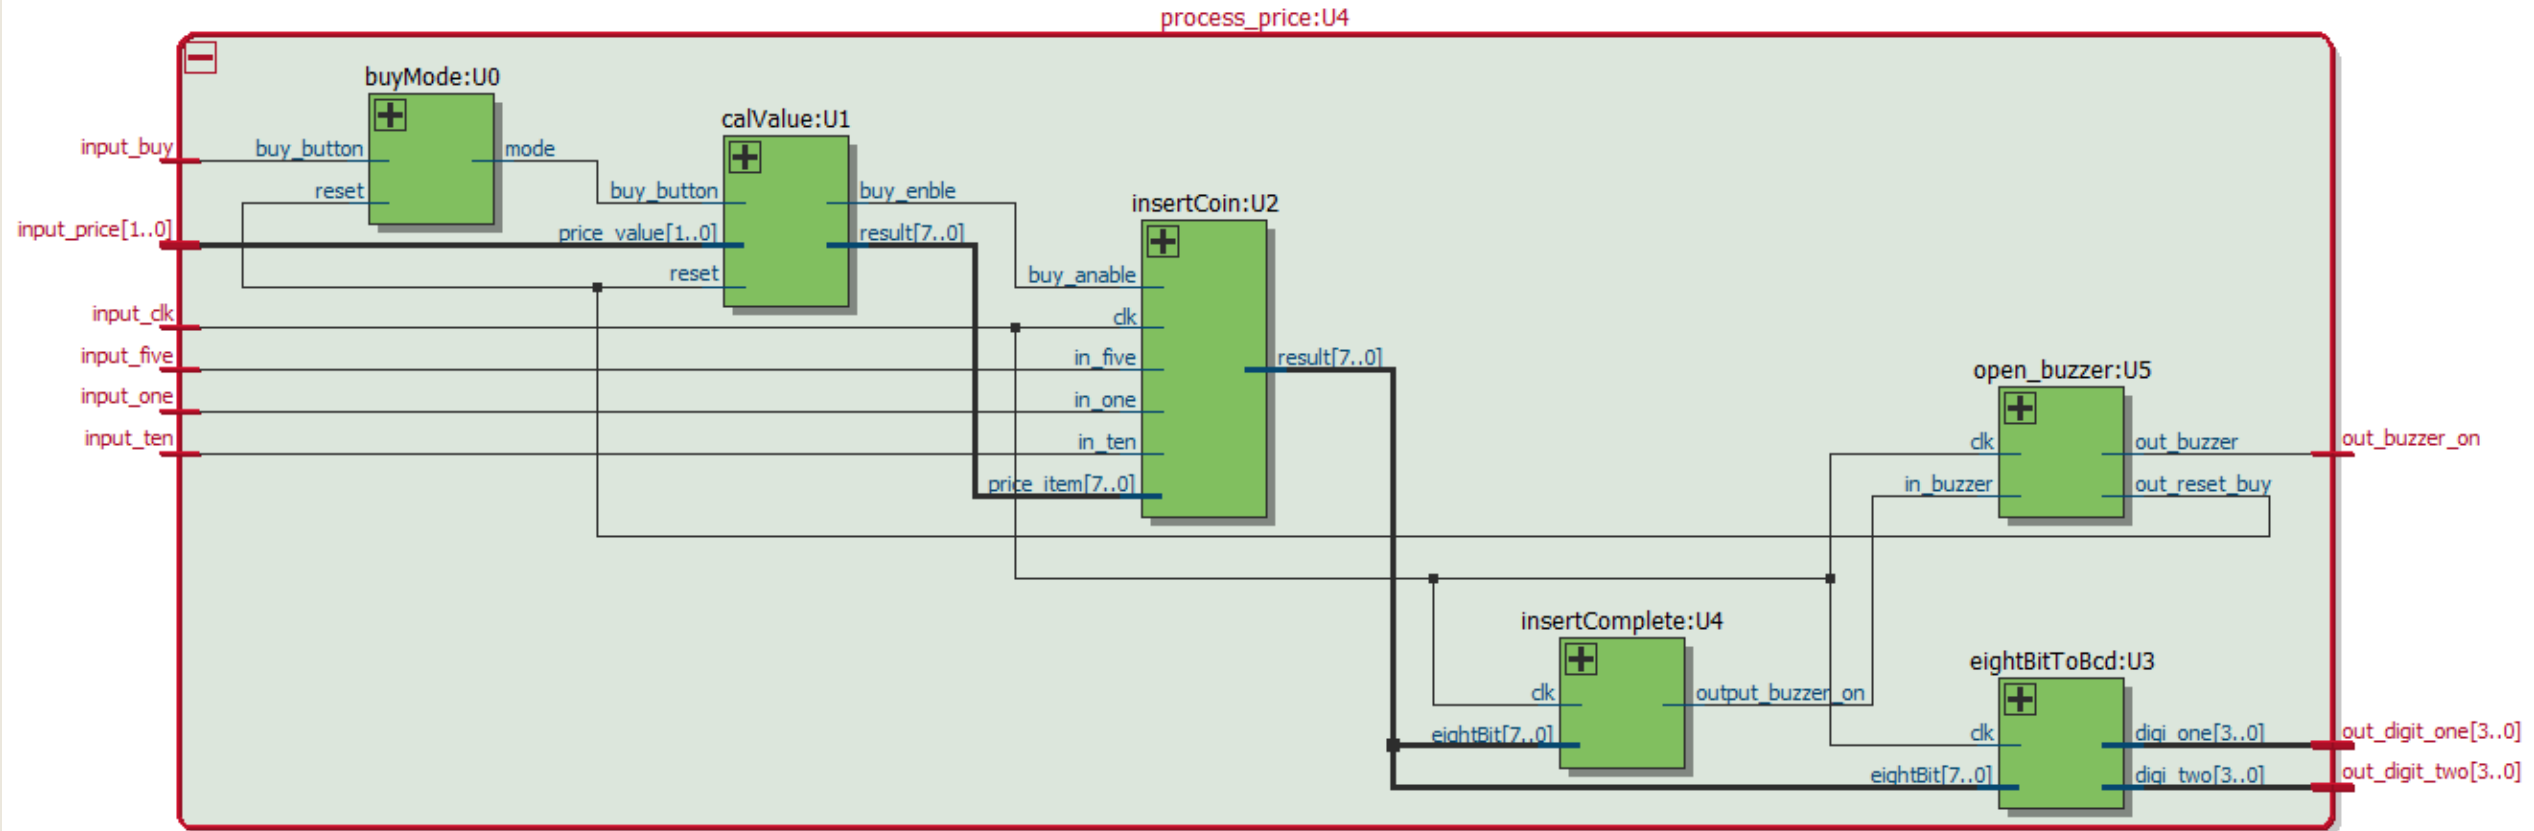 process_price:U4
buyMode:U0
input_buy
buy_button
mode
reset
input_price[1..0]
calValue:U1
buy_button
buy_enble
price_value[1..0]
result[7..0]
reset
insertCoin:U2
buy_anable
input_clk
clk
input_five
in_five
result[7..0]
input_one
in_one
input_ten
in_ten
price_item[7..0]
open_buzzer:U5
clk
out_buzzer
out_buzzer_on
in_buzzer
out_reset_buy
insertComplete:U4
clk
output_buzzer_on
eightBit[7..0]
eightBitToBcd:U3
clk
digi_one[3..0]
out_digit_one[3..0]
eightBit[7..0]
digi_two[3..0]
out_digit_two[3..0]